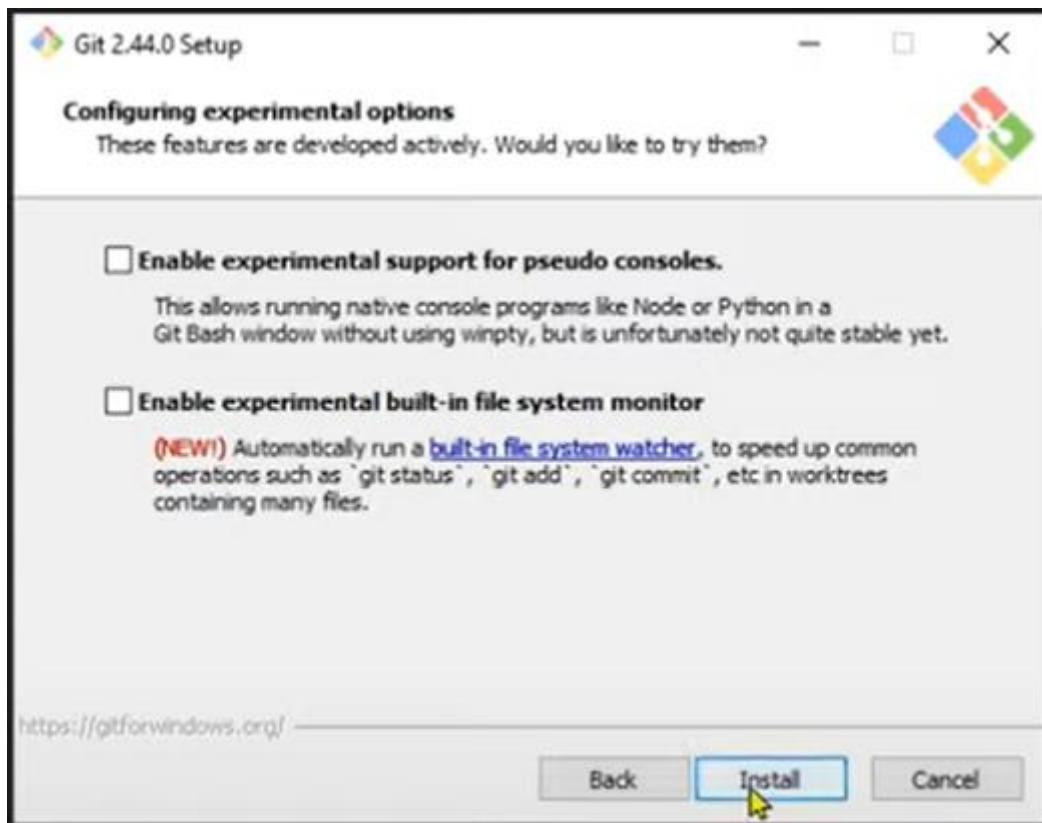 Git 2.44.0 Setup
Configuring experimental options
These features are developed actively. Would you like to try them?
Enable experimental support for pseudo consoles.
This allows running native console programs like Node or Python in a
Git Bash window without using winpty, but is unfortunately not quite stable yet.
Enable experimental built-in file system monitor
(NEW!) Automatically run a built-in file system watcher, to speed up common
operations such as `git status`, `git add`, `git commit`, etc in worktrees
containing many files.
https://gitforwindows.org/
Back Install Cancel